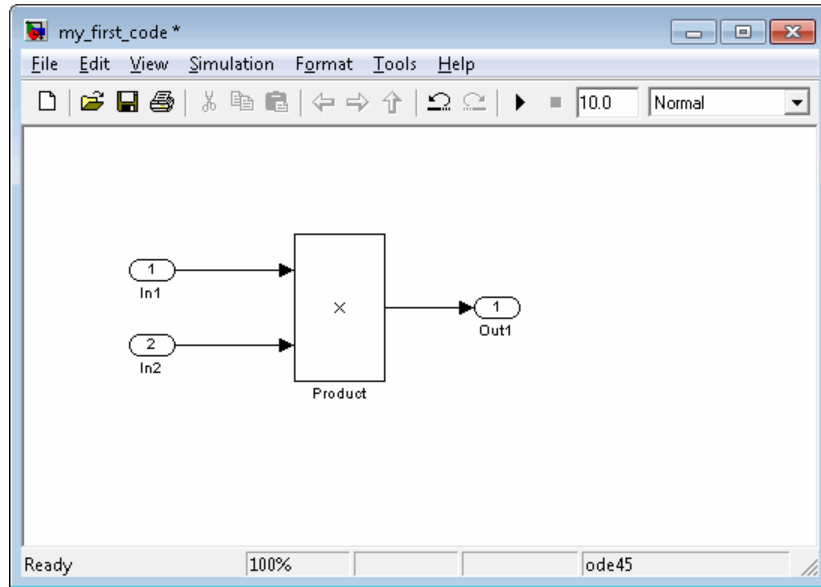 my_first_code *
File Edit View Simulation Format Tools Help
10.0 Normal
1
In1
2
In2
×
Product
1
Out1
Ready 100% ode45